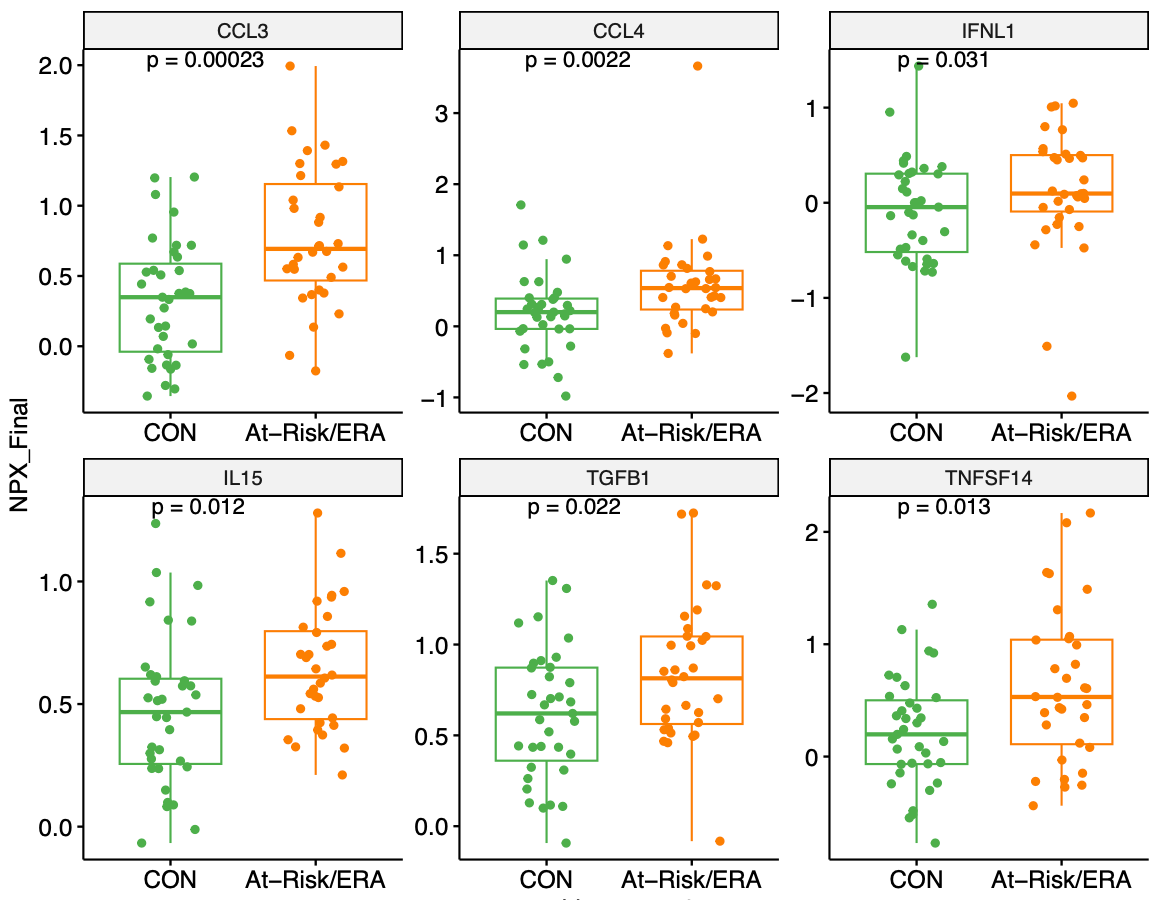 CCL3
CCL4
IFNL1
p = 0.00023
p = 0.0022
p = 0.031
2.0
1.5
1.0
0.5
0.0
3
2
1
0
−1
1
0
−1
−2
CON
At−Risk/ERA
CON
At−Risk/ERA
CON
At−Risk/ERA
NPX_Final
IL15
TGFB1
TNFSF14
p = 0.012
p = 0.022
p = 0.013
1.0
0.5
0.0
1.5
1.0
0.5
0.0
2
1
0
CON
At−Risk/ERA
CON
At−Risk/ERA
CON
At−Risk/ERA